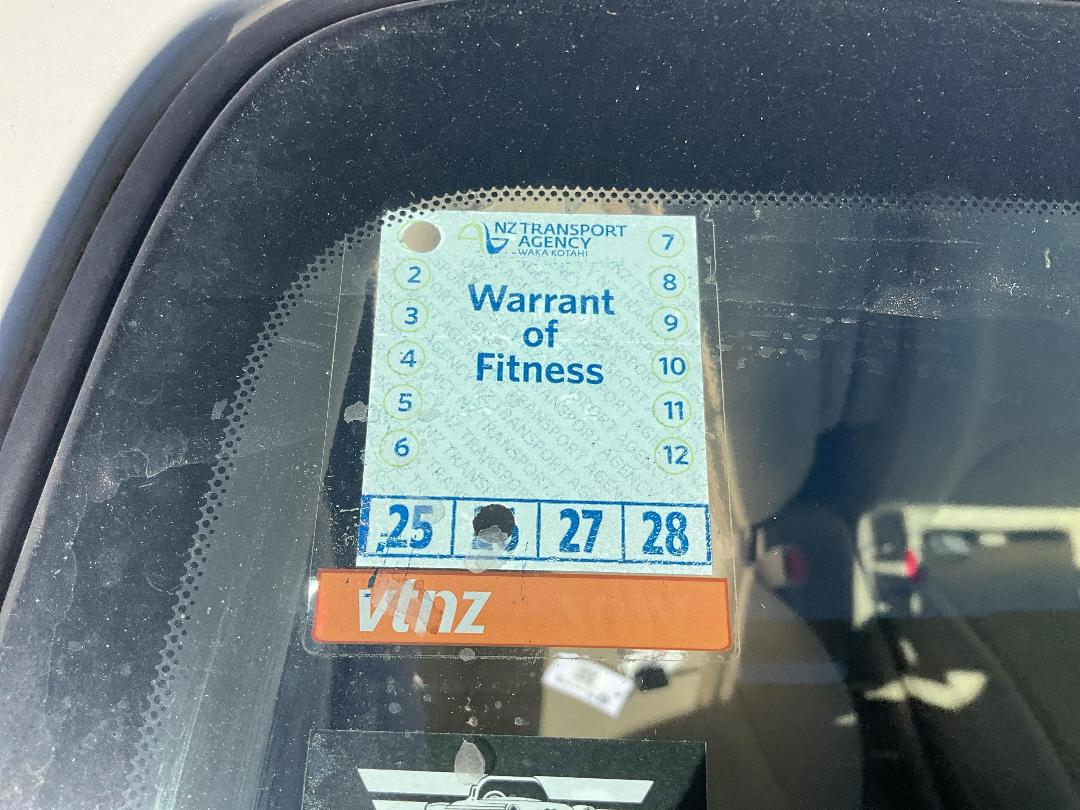 NZ TRANSPORT
AGENCY
WAKA KOTAHI
Warrant
of
Fitness
2
3
4
5
6
7
8
9
10
11
12
25 27 28
vtnz